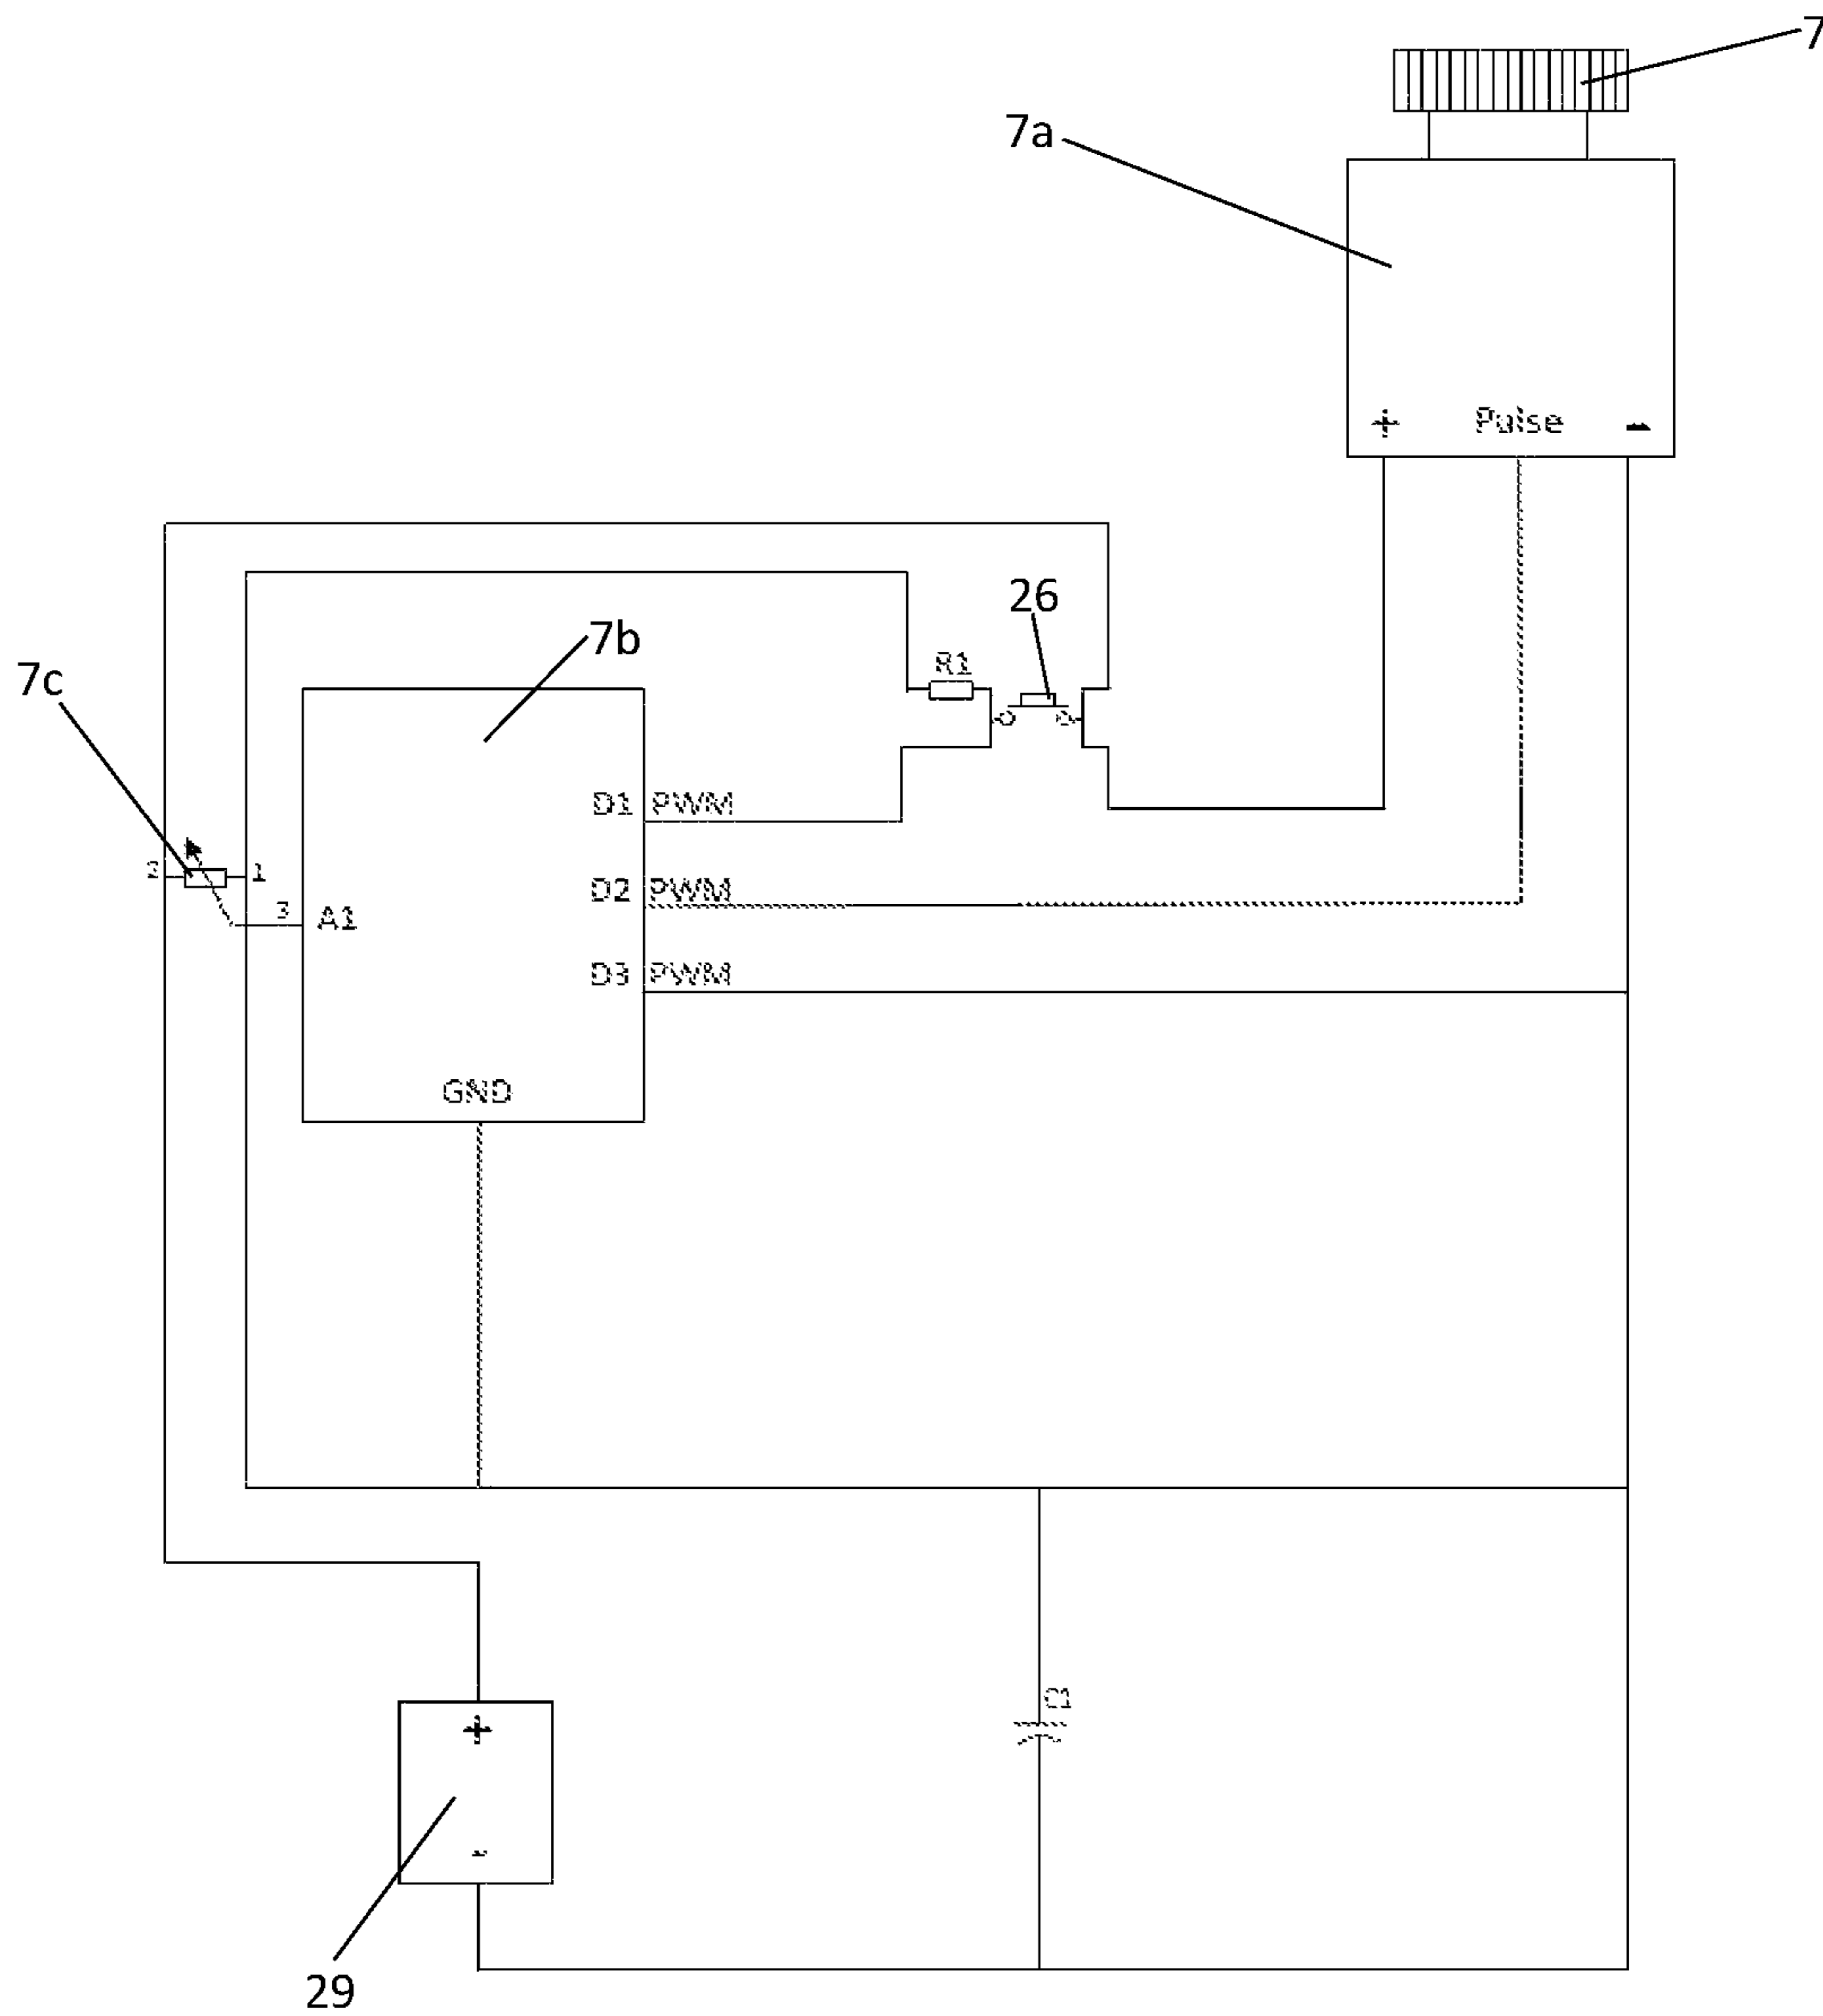 7
7a
+ Pulse -
26
7b
R1
7c
D1 PWM
2 1
D2 PWM
3 A1
D3 PWM
GND
C1
+
-
29